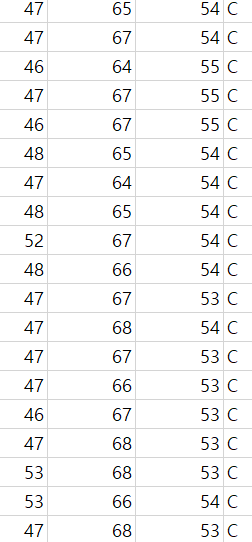 47 65 54 C
47 67 54 C
46 64 55 C
47 67 55 C
46 67 55 C
48 65 54 C
47 64 54 C
48 65 54 C
52 67 54 C
48 66 54 C
47 67 53 C
47 68 54 C
47 67 53 C
47 66 53 C
46 67 53 C
47 68 53 C
53 68 53 C
53 66 54 C
47 68 53 C